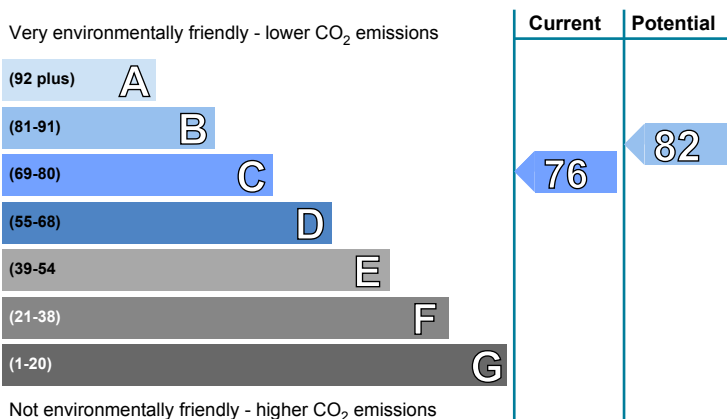 Very environmentally friendly - lower CO2 emissions
Current
Potential
(92 plus) A
(81-91) B
(69-80) C
(55-68) D
(39-54 E
(21-38) F
(1-20) G
76
82
Not environmentally friendly - higher CO2 emissions